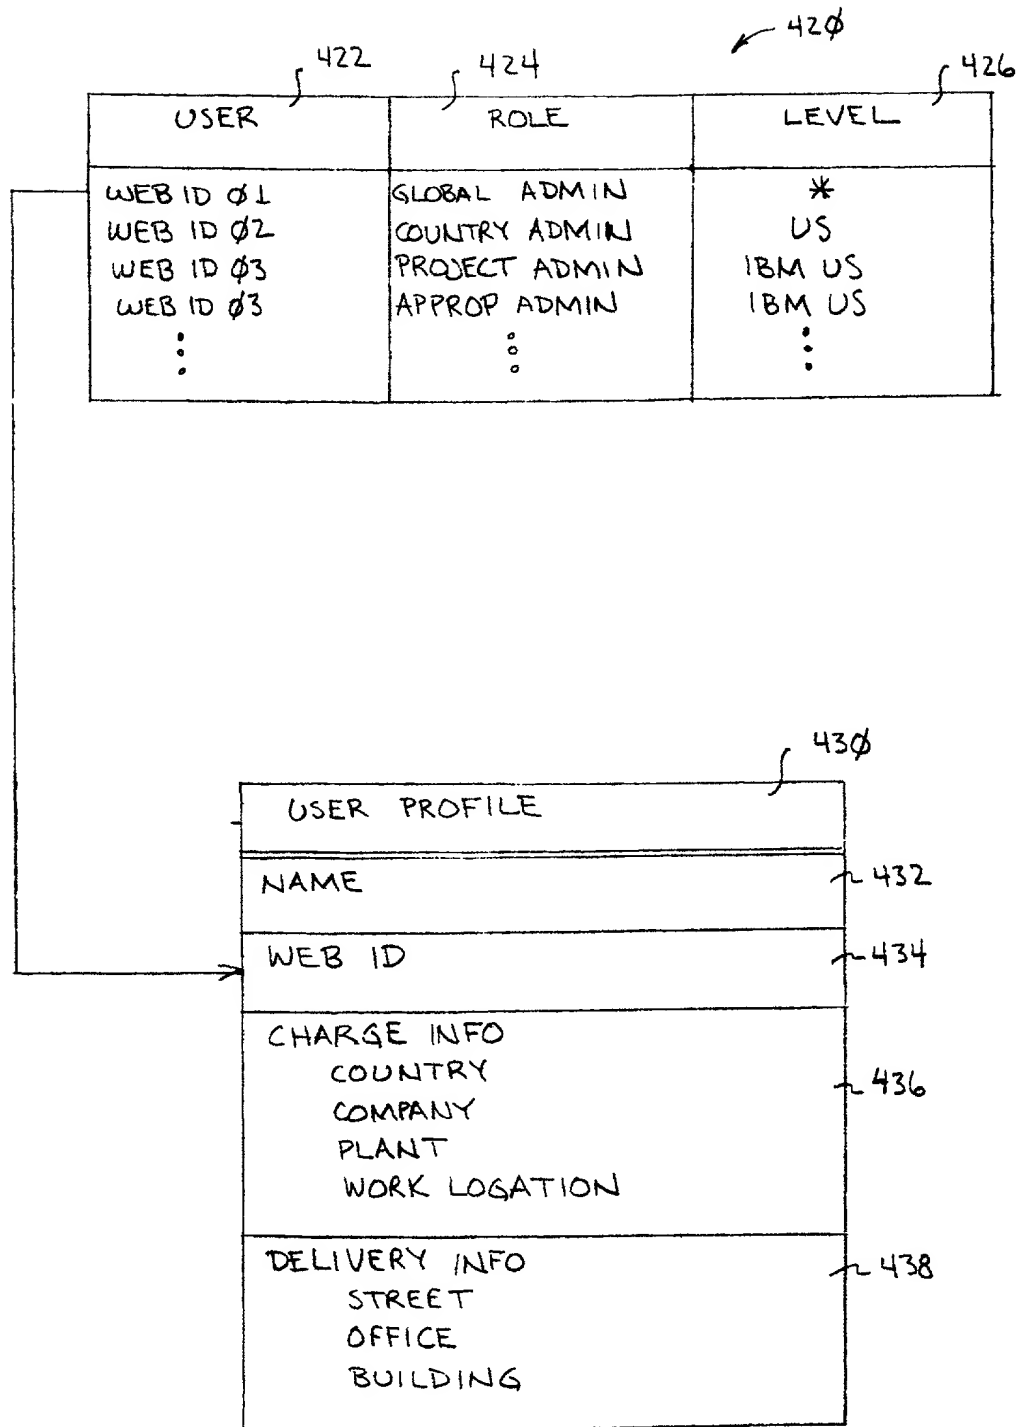 42Ø
422 424 426
USER ROLE LEVEL
WEB ID Ø1 GLOBAL ADMIN *
WEB ID Ø2 COUNTRY ADMIN US
WEB ID Ø3 PROJECT ADMIN IBM US
WEB ID Ø3 APPROP ADMIN IBM US
43Ø
USER PROFILE
NAME 432
WEB ID 434
CHARGE INFO
COUNTRY 436
COMPANY
PLANT
WORK LOGATION
DELIVERY INFO 438
STREET
OFFICE
BUILDING